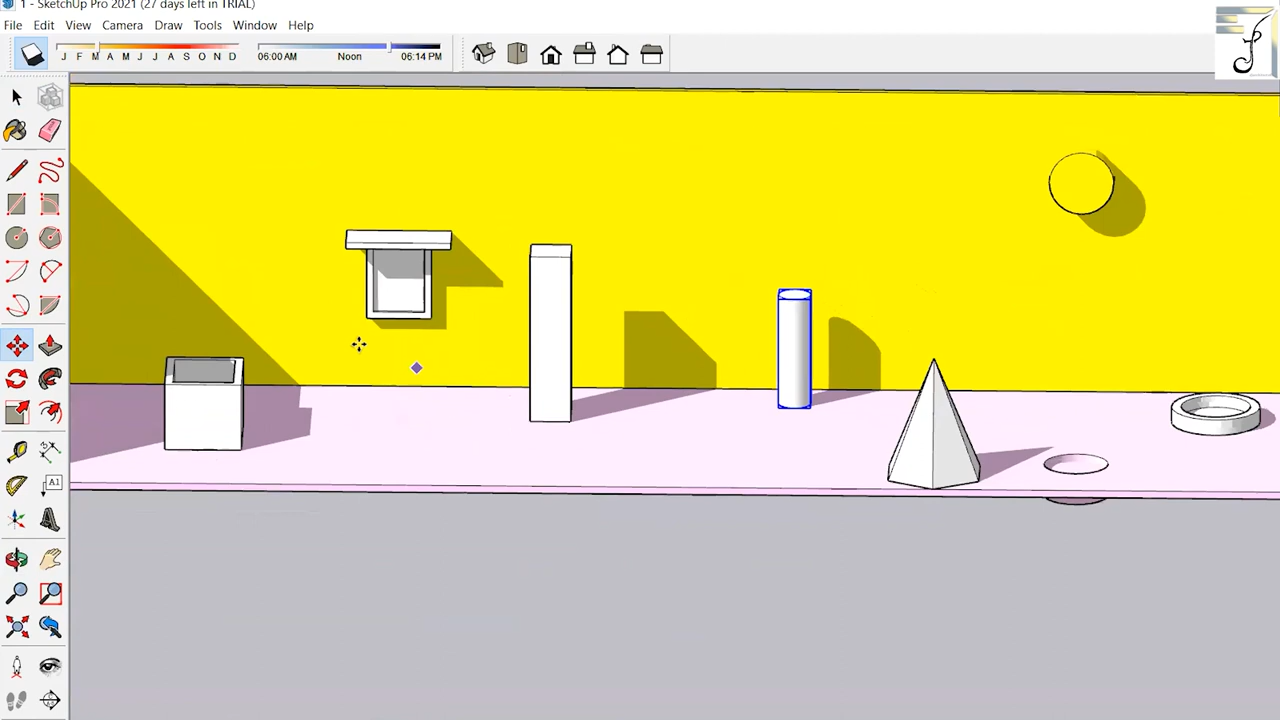 1 - SketchUp Pro 2021 (27 days left in TRIAL)
File Edit View Camera Draw Tools Window Help
J F M A M J J A S O N D
06:00 AM Noon 06:14 PM
A1